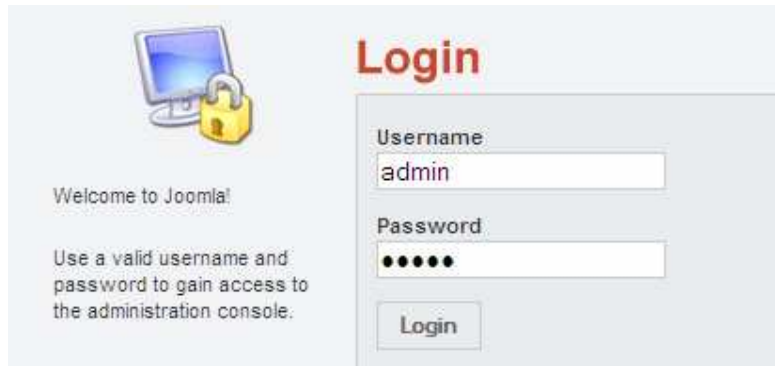 Login
Username
admin
Password
•••••
Login
Welcome to Joomla!
Use a valid username and
password to gain access to
the administration console.